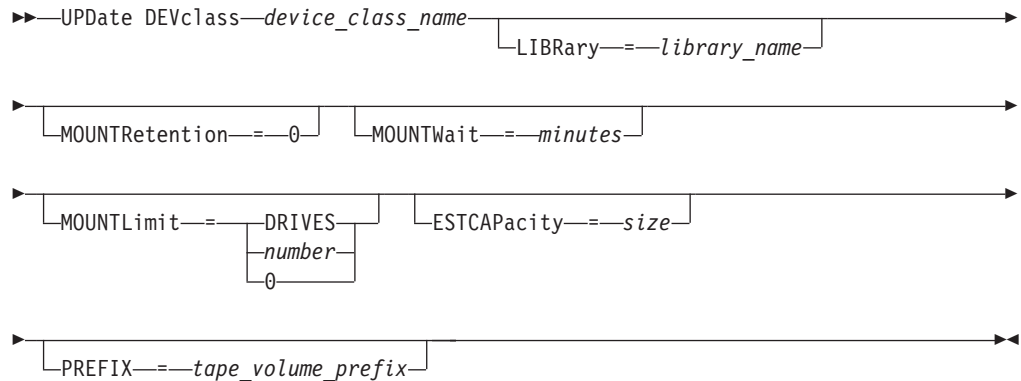 UPDate DEVclass device_class_name
LIBRary = library_name
MOUNTRetention = 0 MOUNTWait = minutes
MOUNTLimit = DRIVES ESTCAPacity = size
number
0
PREFIX = tape_volume_prefix